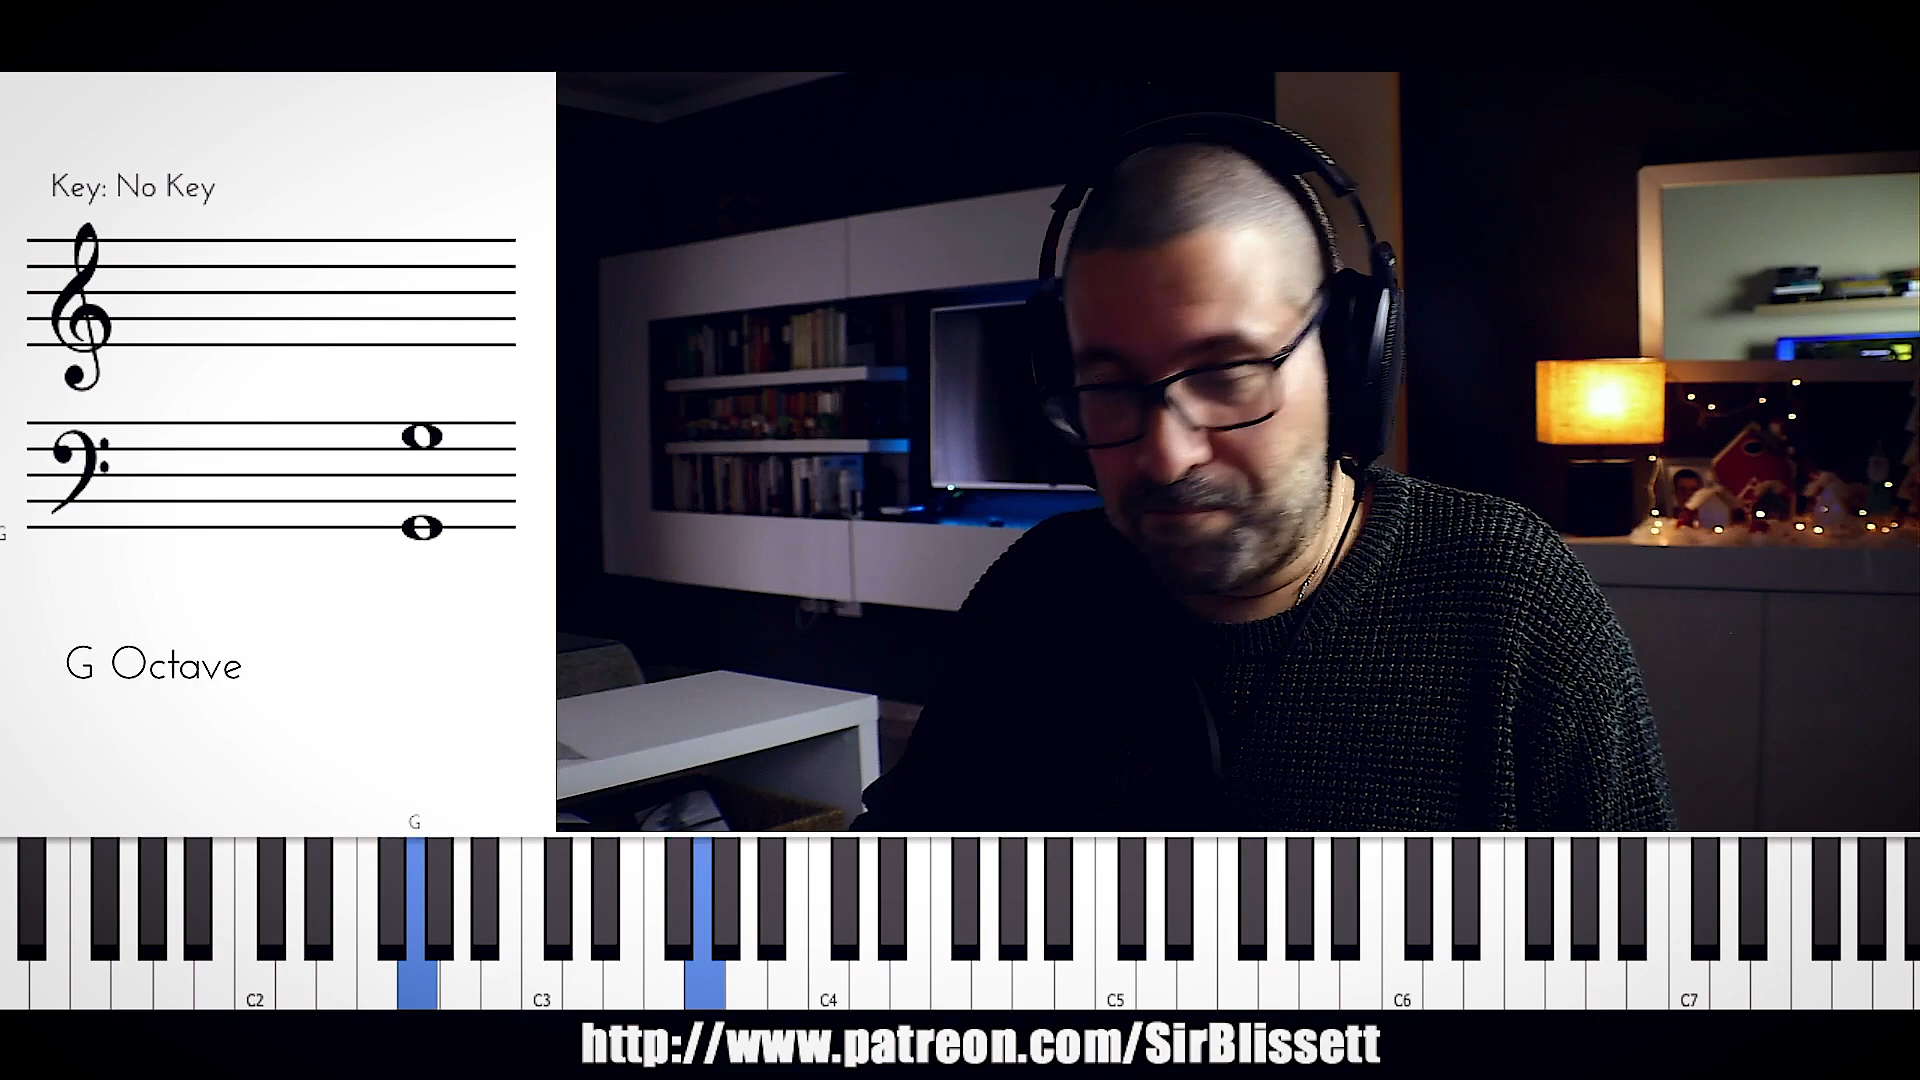 Key: No Key
G
G Octave
G
C2 C3 C4 C5 C6 C7
http://www.patreon.com/SirBlissett